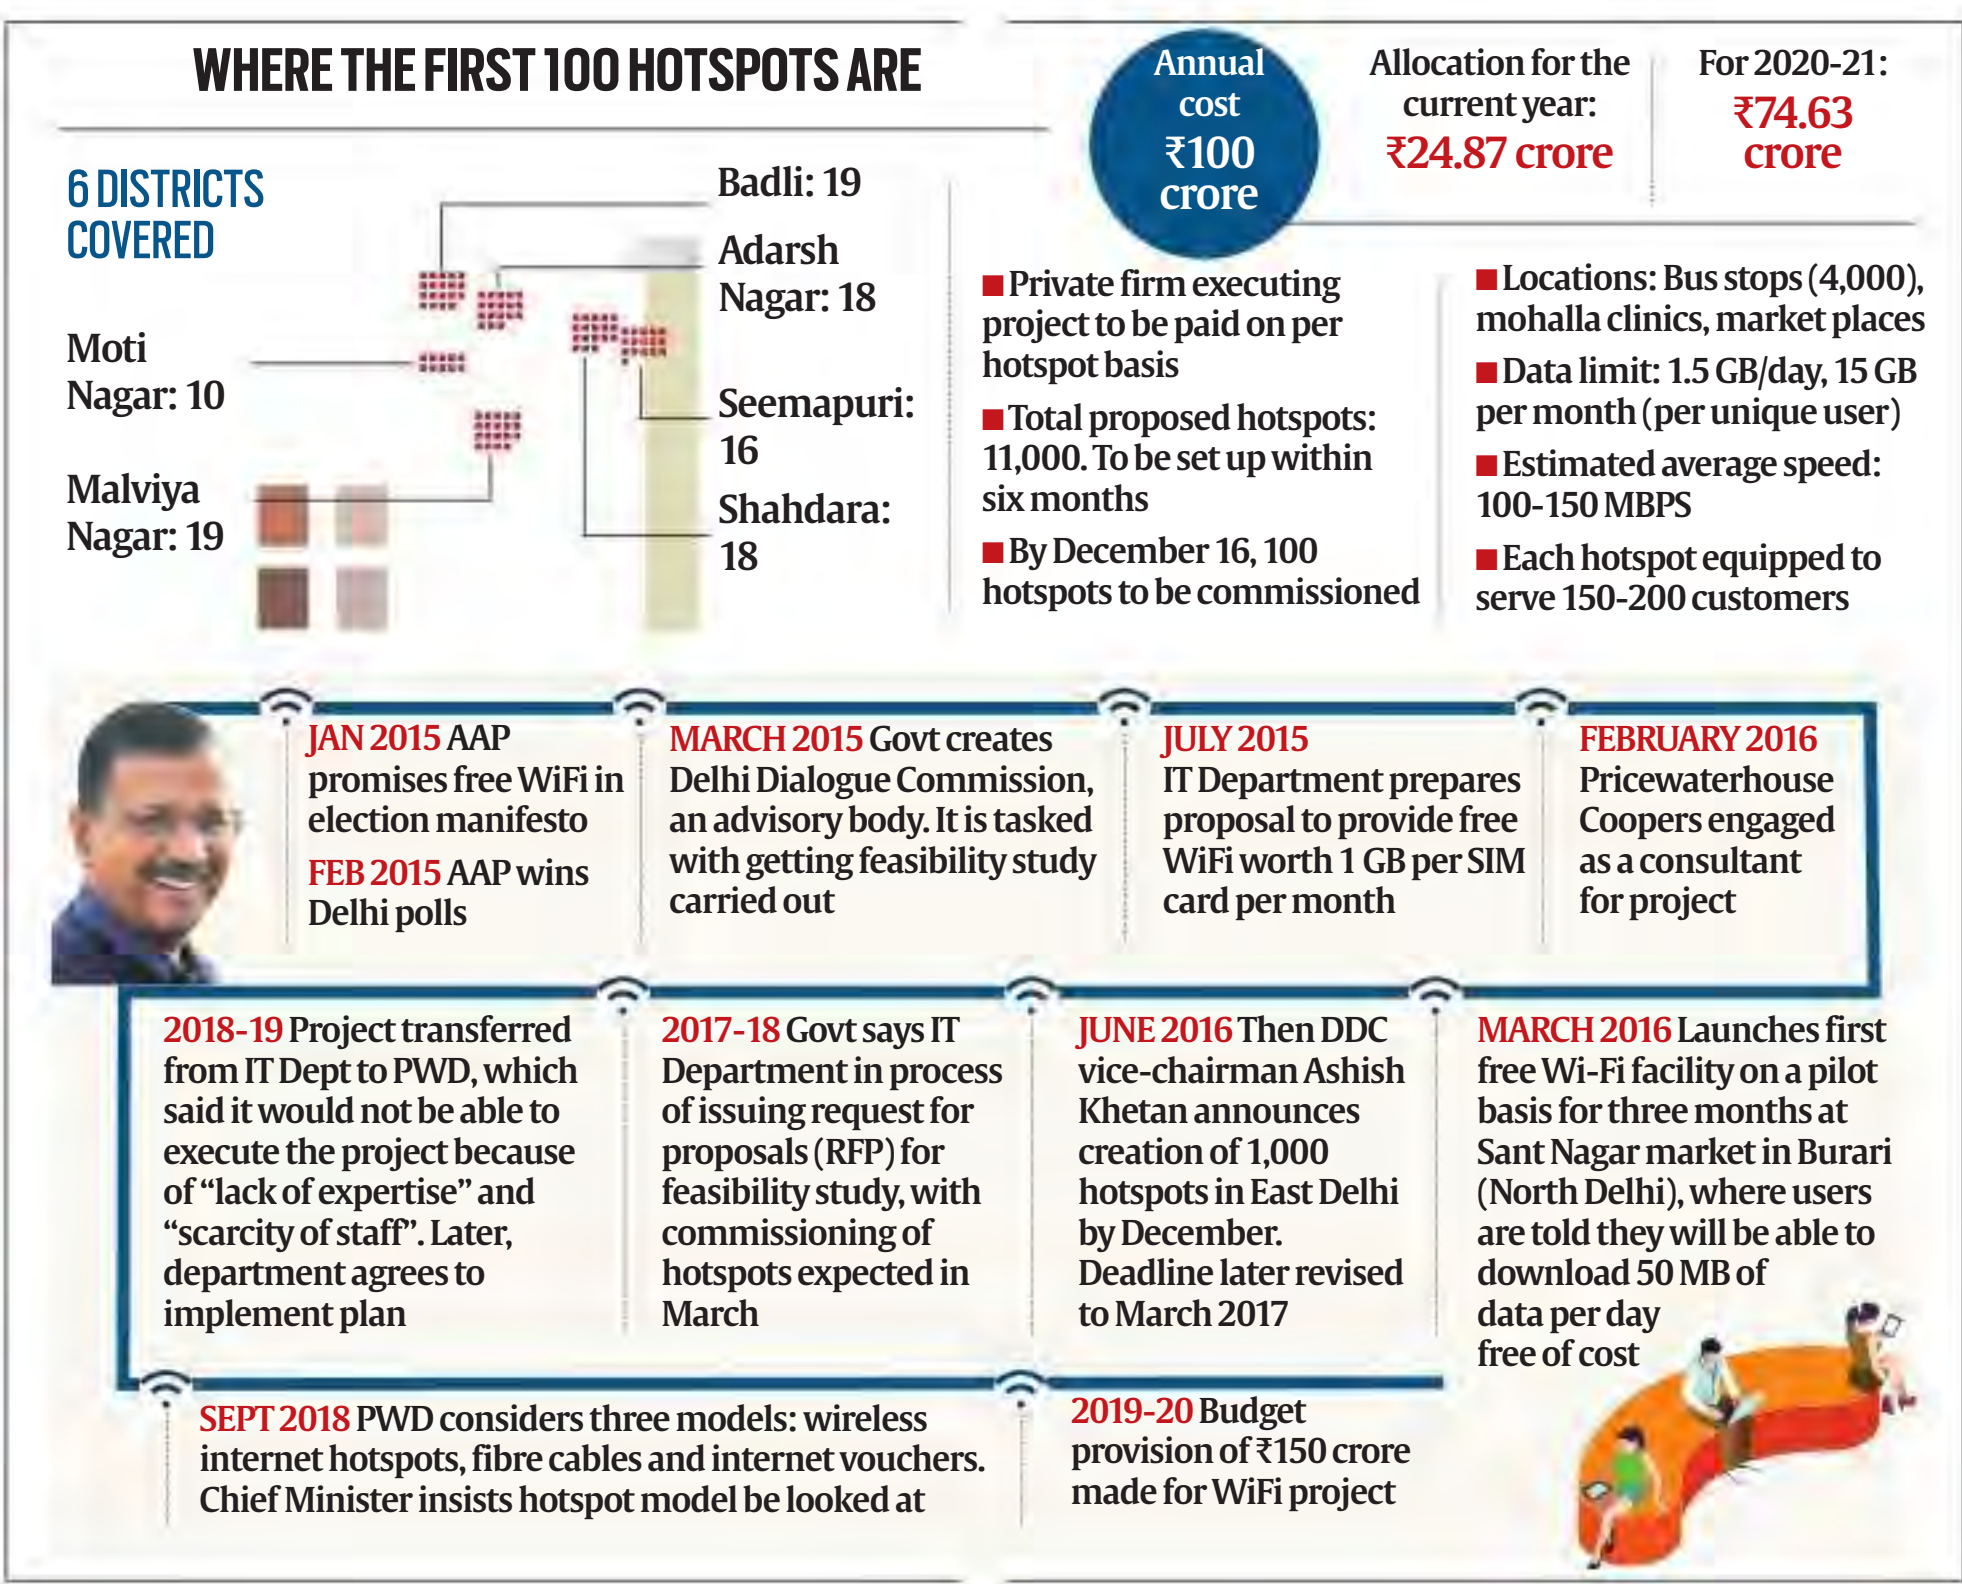 WHERE THE FIRST 100 HOTSPOTS ARE
6 DISTRICTS
COVERED
Badli: 19
Adarsh
Nagar: 18
Moti
Nagar: 10
Seemapuri:
16
Malviya
Nagar: 19
Shahdara:
18
Annual
cost
₹100
crore
Allocation for the
current year:
₹24.87 crore
For 2020-21:
₹74.63
crore
Private firm executing
project to be paid on per
hotspot basis
Total proposed hotspots:
11,000. To be set up within
six months
By December 16, 100
hotspots to be commissioned
Locations: Bus stops (4,000),
mohalla clinics, market places
Data limit: 1.5 GB/day, 15 GB
per month (per unique user)
Estimated average speed:
100-150 MBPS
Each hotspot equipped to
serve 150-200 customers
JAN 2015 AAP
promises free WiFi in
election manifesto
FEB 2015 AAP wins
Delhi polls
MARCH 2015 Govt creates
Delhi Dialogue Commission,
an advisory body. It is tasked
with getting feasibility study
carried out
JULY 2015
IT Department prepares
proposal to provide free
WiFi worth 1 GB per SIM
card per month
FEBRUARY 2016
Pricewaterhouse
Coopers engaged
as a consultant
for project
MARCH 2016 Launches first
free Wi-Fi facility on a pilot
basis for three months at
Sant Nagar market in Burari
(North Delhi), where users
are told they will be able to
download 50 MB of
data per day
free of cost
JUNE 2016 Then DDC
vice-chairman Ashish
Khetan announces
creation of 1,000
hotspots in East Delhi
by December.
Deadline later revised
to March 2017
2017-18 Govt says IT
Department in process
of issuing request for
proposals (RFP) for
feasibility study, with
commissioning of
hotspots expected in
March
2018-19 Project transferred
from IT Dept to PWD, which
said it would not be able to
execute the project because
of “lack of expertise” and
“scarcity of staff”. Later,
department agrees to
implement plan
SEPT 2018 PWD considers three models: wireless
internet hotspots, fibre cables and internet vouchers.
Chief Minister insists hotspot model be looked at
2019-20 Budget
provision of ₹150 crore
made for WiFi project